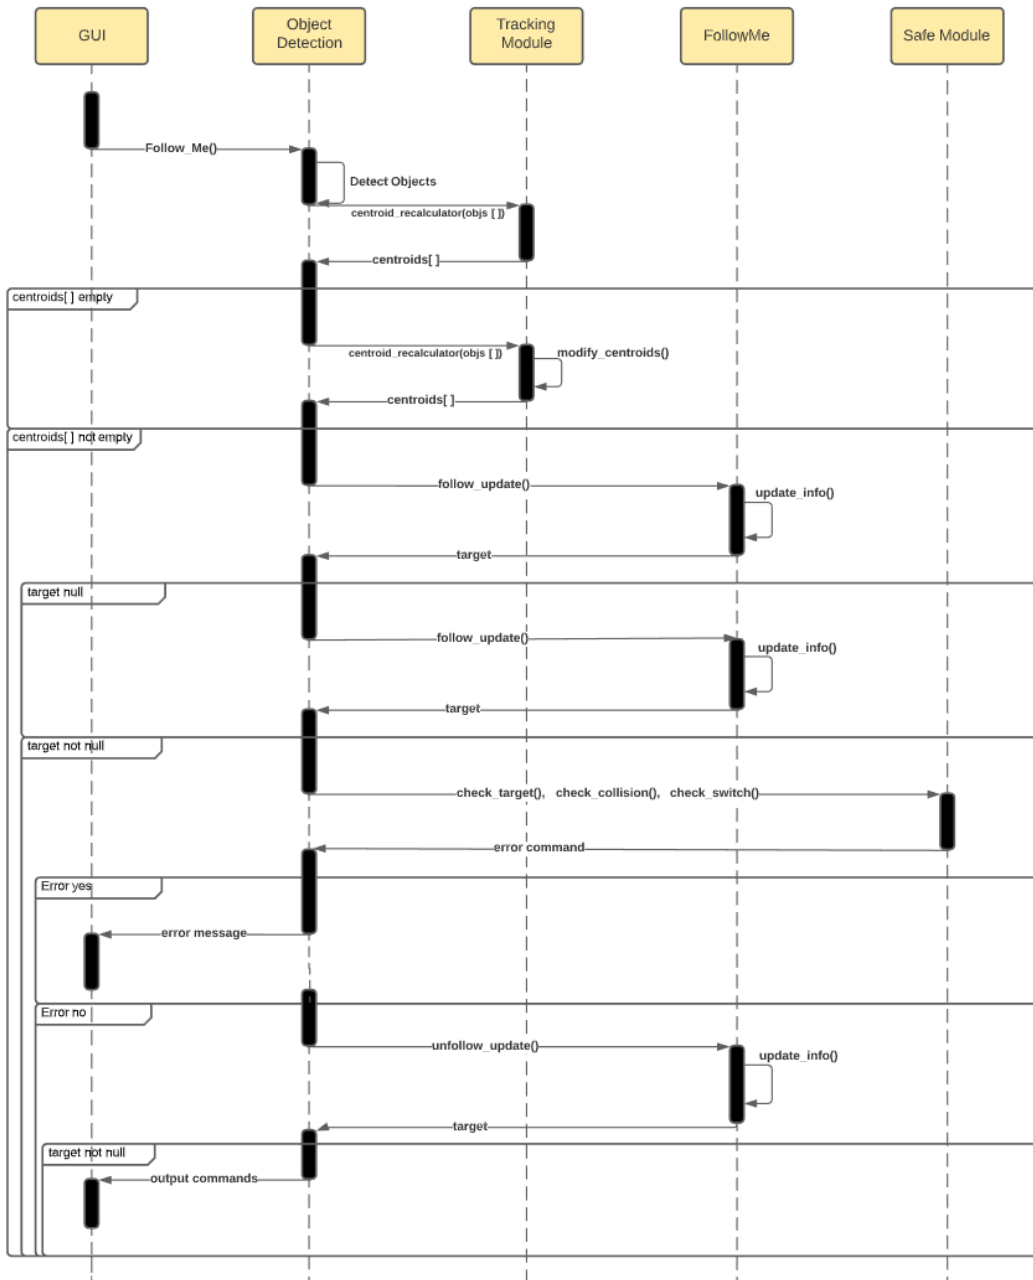 GUI
Object
Detection
Tracking
Module
FollowMe
Safe Module
Follow_Me()
Detect Objects
centroid_recalculator(objs [ ])
centroids[ ]
centroids[ ] empty
centroid_recalculator(objs [ ])
modify_centroids()
centroids[ ]
centroids[ ] not empty
follow_update()
update_info()
target
target null
follow_update()
update_info()
target
target not null
check_target(), check_collision(), check_switch()
error command
Error yes
error message
Error no
unfollow_update()
update_info()
target
target not null
output commands